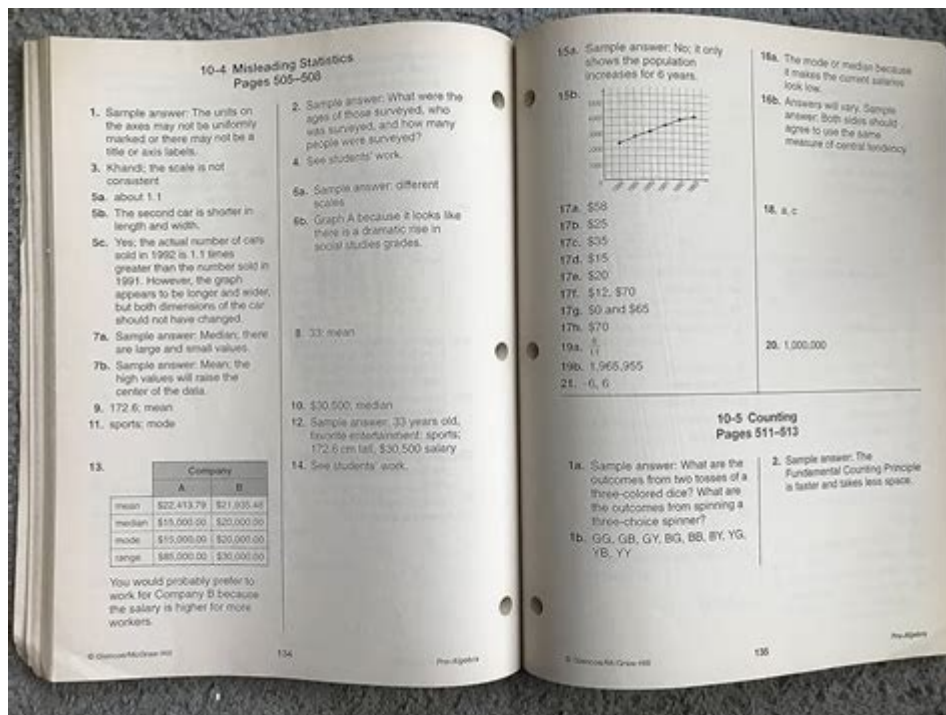 10-4 Misleading Statistics
Pages 505–508
1. Sample answer: The units on
the axes may not be uniformly
marked or there may not be a
title or axis labels.
3. Khandi; the scale is not
consistent
5a. about 1.1
5b. The second car is shorter in
length and width.
5c. Yes; the actual number of cars
sold in 1992 is 1.1 times
greater than the number sold in
1991. However, the graph
appears to be longer and wider,
but both dimensions of the car
should not have changed.
7a. Sample answer: Median; there
are large and small values.
7b. Sample answer: Mean; the
high values will raise the
center of the data.
9. 172.6; mean
11. sports; mode
13.
Company
A B
mean $22,413.79
median $15,000.00 $20,000.00
mode $15,000.00 $20,000.00
range $85,000.00 $30,000.00
You would probably prefer to
work for Company B because
the salary is higher for more
workers.
2. Sample answer: What were the
ages of those surveyed, who
was surveyed, and how many
people were surveyed?
4. See students' work.
6a. Sample answer: different
scales
6b. Graph A because it looks like
there is a dramatic rise in
social studies grades.
8. 33; mean
10. $30,500; median
12. Sample answer: 33 years old,
favorite entertainment: sports;
172.6 cm tall, $30,500 salary
14. See students' work.
© Glencoe/McGraw-Hill
134
Pre-Algebra
15a. Sample answer: No; it only
shows the population
increases for 6 years.
15b.
17a. $58
17b. $25
17c. $35
17d. $15
17e. $20
17f. $12, $70
17g. $0 and $65
17h. $70
19a.
19b. 1,965,955
21. -6, 6
16a. The mode or median because
it makes the current salaries
look low.
16b. Answers will vary. Sample
answer: Both sides should
agree to use the same
measure of central tendency.
18. a, c
20. 1,000,000
10-5 Counting
Pages 511–513
1a. Sample answer: What are the
outcomes from two tosses of a
three-colored dice? What are
the outcomes from spinning a
three-choice spinner?
1b. GG, GB, GY, BG, BB, BY, YG,
YB, YY
2. Sample answer: The
Fundamental Counting Principle
is faster and takes less space.
© Glencoe/McGraw-Hill
135
Pre-Algebra